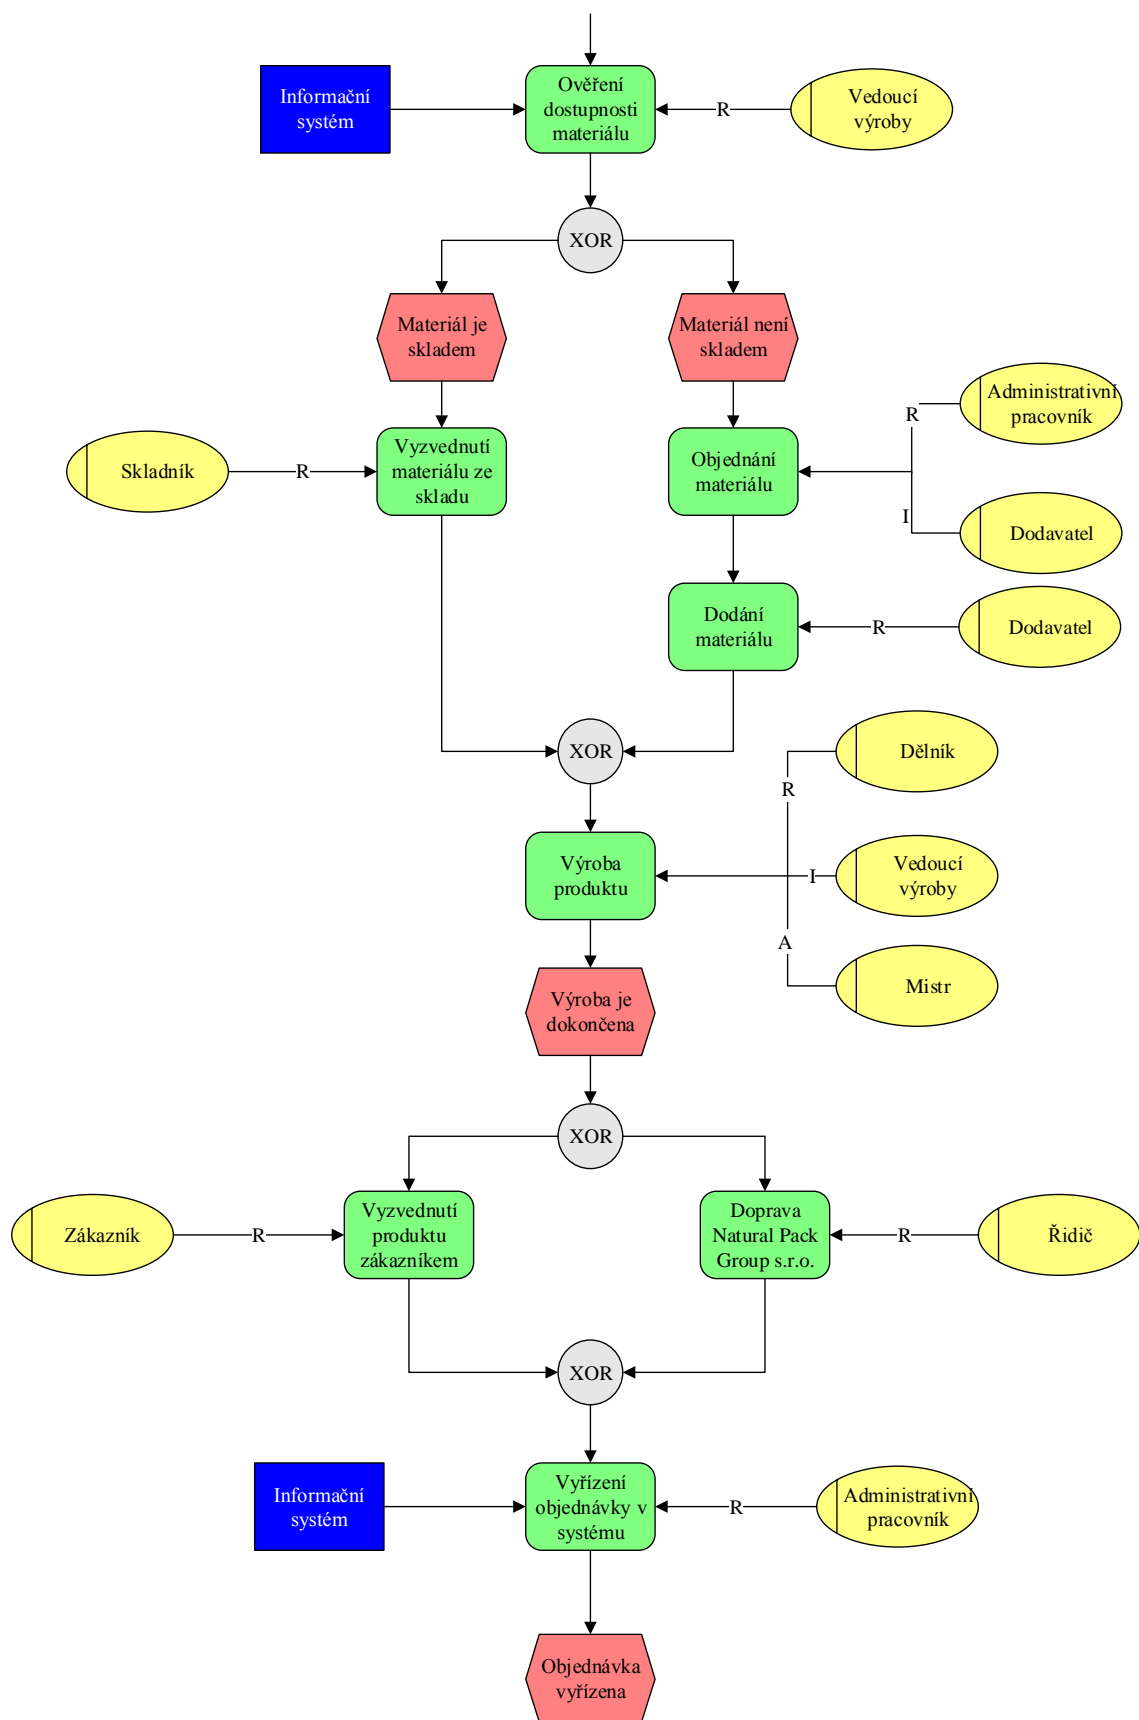 Informační
systém
Ověření
dostupnosti
materiálu
R
Vedoucí
výroby
XOR
Materiál je
skladem
Materiál není
skladem
Skladník
R
Vyzvednutí
materiálu ze
skladu
Objednání
materiálu
R
Administrativní
pracovník
I
Dodavatel
Dodání
materiálu
R
Dodavatel
XOR
R
Dělník
Výroba
produktu
I
Vedoucí
výroby
A
Mistr
Výroba je
dokončena
XOR
Zákazník
R
Vyzvednutí
produktu
zákazníkem
Doprava
Natural Pack
Group s.r.o.
R
Řidič
XOR
Informační
systém
Vyřízení
objednávky v
systému
R
Administrativní
pracovník
Objednávka
vyřízena